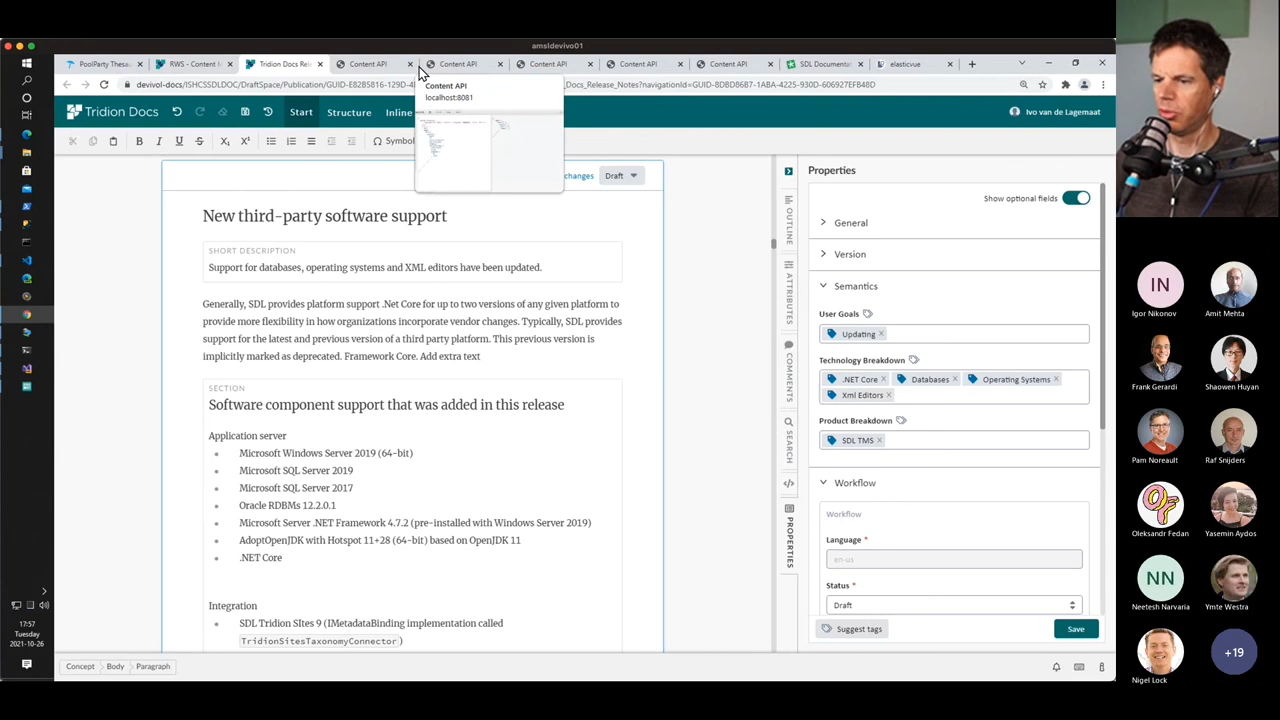 amsldevivo01
PoolParty Thesau
RWS - Content M
Tridion Docs Rele
Content API
Content API
Content API
Content API
Content API
SDL Documenta
elasticvue
devivol-docs/ISHCSSDLDOC/DraftSpace/Publication/GUID-E82B5816-129D-4
_Docs_Release_Notes?navigationId=GUID-8DBD86B7-1ABA-4225-930D-606927EFB48D
Content API
localhost:8081
Tridion Docs
Start
Structure
Inline
Ivo van de Lagemaat
B I U S X₂ X²
Symbol
changes
Draft
New third-party software support
SHORT DESCRIPTION
Support for databases, operating systems and XML editors have been updated.
Generally, SDL provides platform support .Net Core for up to two versions of any given platform to
provide more flexibility in how organizations incorporate vendor changes. Typically, SDL provides
support for the latest and previous version of a third party platform. This previous version is
implicitly marked as deprecated. Framework Core. Add extra text
SECTION
Software component support that was added in this release
Application server
Microsoft Windows Server 2019 (64-bit)
Microsoft SQL Server 2019
Microsoft SQL Server 2017
Oracle RDBMs 12.2.0.1
Microsoft Server .NET Framework 4.7.2 (pre-installed with Windows Server 2019)
AdoptOpenJDK with Hotspot 11+28 (64-bit) based on OpenJDK 11
.NET Core
Integration
SDL Tridion SItes 9 (IMetadataBinding implementation called
TridionSitesTaxonomyConnector)
Concept
Body
Paragraph
OUTLINE
ATTRIBUTES
COMMENTS
SEARCH
PROPERTIES
Properties
Show optional fields
General
Version
Semantics
User Goals
Updating
Technology Breakdown
.NET Core
Databases
Operating Systems
Xml Editors
Product Breakdown
SDL TMS
Workflow
Workflow
Language *
en-us
Status *
Draft
Suggest tags
Save
17:57
Tuesday
2021-10-26
IN
Igor Nikonov
Amit Mehta
Frank Gerardi
Shaowen Huyan
Pam Noreault
Raf Snijders
Oleksandr Fedan
Yasemin Aydos
NN
Neetesh Narvaria
Ymte Westra
Nigel Lock
+19